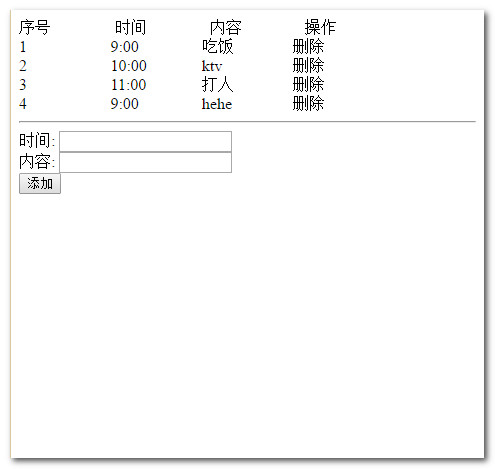 序号 时间 内容 操作
1 9:00 吃饭 删除
2 10:00 ktv 删除
3 11:00 打人 删除
4 9:00 hehe 删除
时间:
内容:
添加